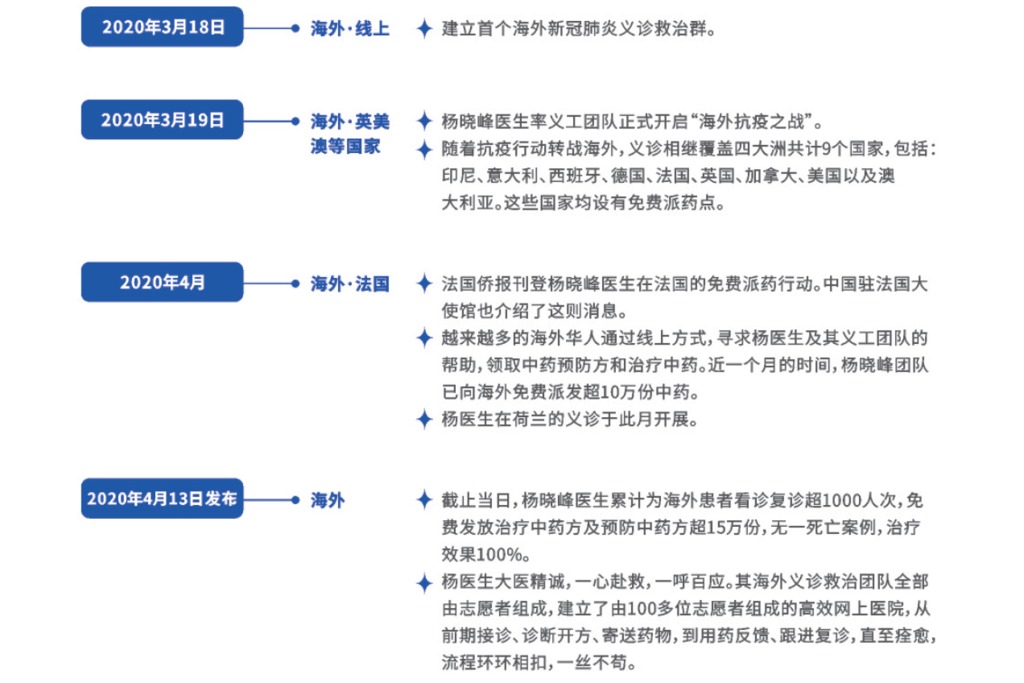 2020年3月18日
海外·线上
建立首个海外新冠肺炎义诊救治群。
2020年3月19日
海外·英美
澳等国家
杨晓峰医生率义工团队正式开启“海外抗疫之战”。
随着抗疫行动转战海外，义诊相继覆盖四大洲共计9个国家，包括：
印尼、意大利、西班牙、德国、法国、英国、加拿大、美国以及澳
大利亚。这些国家均设有免费派药点。
2020年4月
海外·法国
法国侨报刊登杨晓峰医生在法国的免费派药行动。中国驻法国大
使馆也介绍了这则消息。
越来越多的海外华人通过线上方式，寻求杨医生及其义工团队的
帮助，领取中药预防方和治疗中药。近一个月的时间，杨晓峰团队
已向海外免费派发超10万份中药。
杨医生在荷兰的义诊于此月开展。
2020年4月13日发布
海外
截止当日，杨晓峰医生累计为海外患者看诊复诊超1000人次，免
费发放治疗中药方及预防中药方超15万份，无一死亡案例，治疗
效果100%。
杨医生大医精诚，一心赴救，一呼百应。其海外义诊救治团队全部
由志愿者组成，建立了由100多位志愿者组成的高效网上医院，从
前期接诊、诊断开方、寄送药物，到用药反馈、跟进复诊，直至痊愈，
流程环环相扣，一丝不苟。